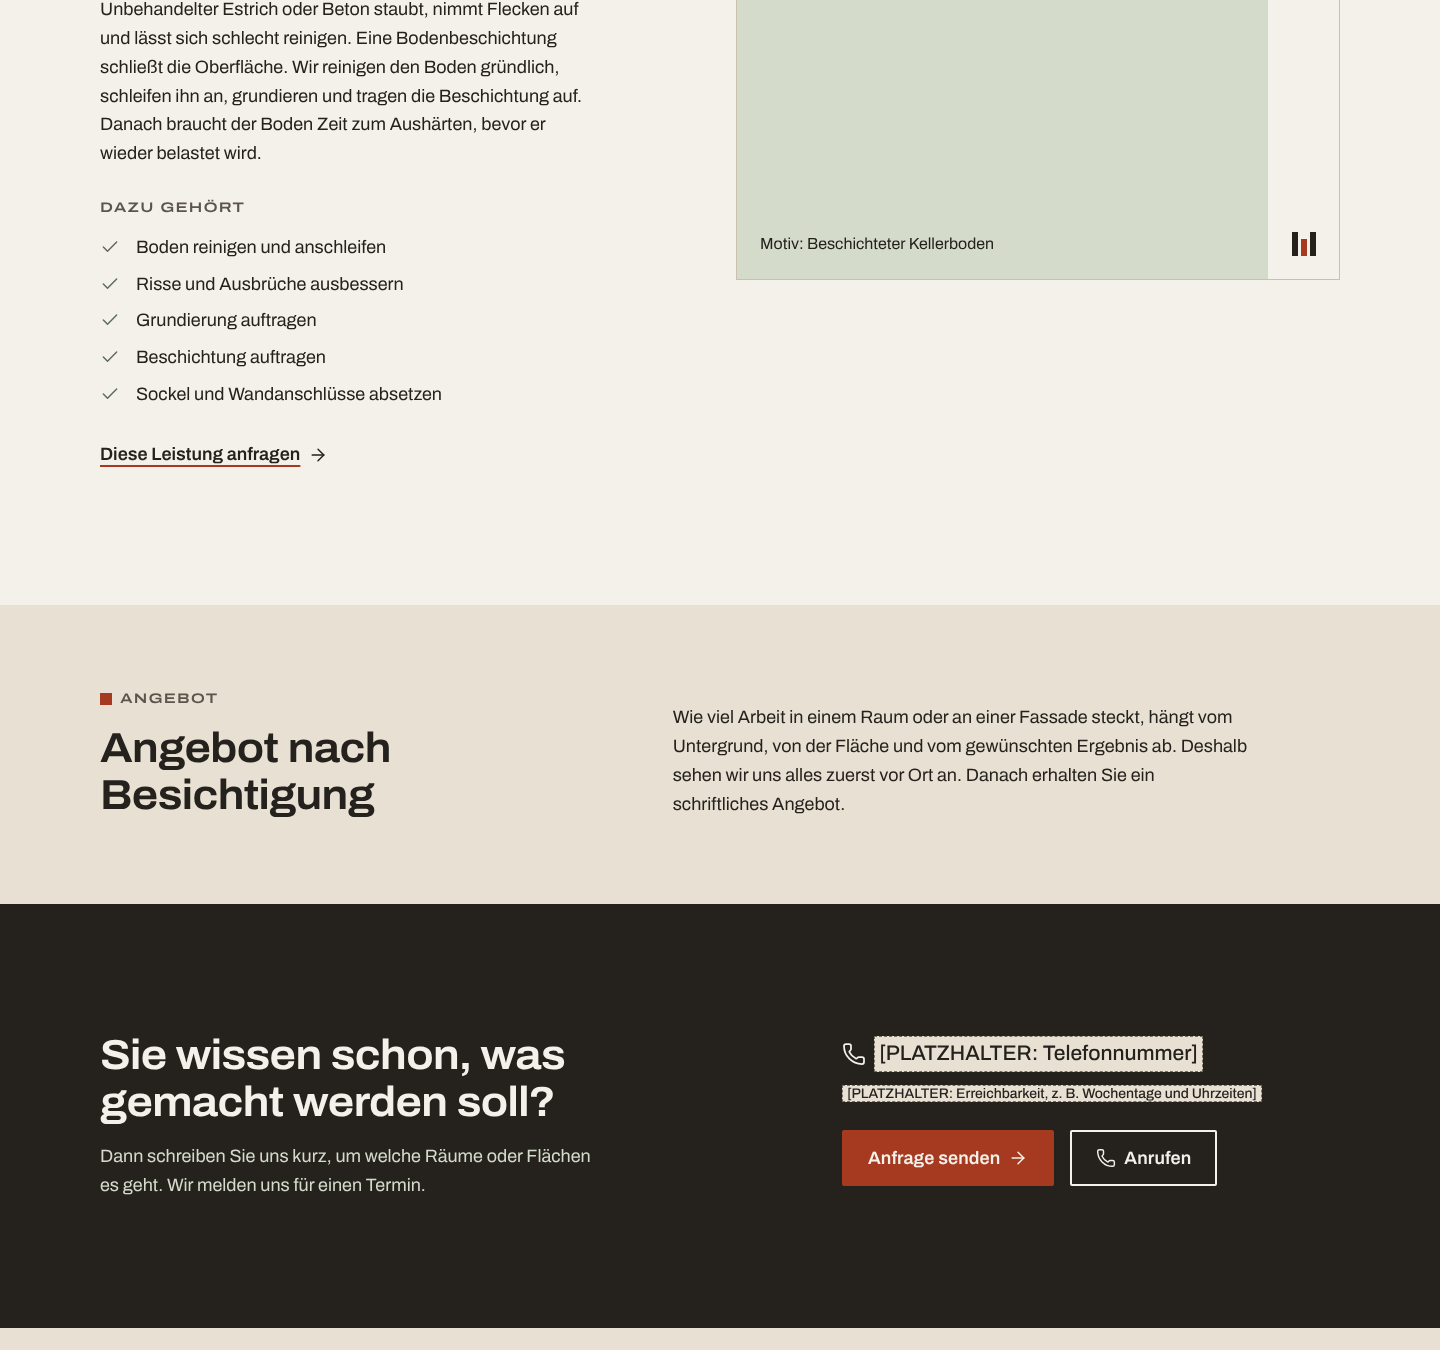 Unbehandelter Estrich oder Beton staubt, nimmt Flecken auf
und lässt sich schlecht reinigen. Eine Bodenbeschichtung
schließt die Oberfläche. Wir reinigen den Boden gründlich,
schleifen ihn an, grundieren und tragen die Beschichtung auf.
Danach braucht der Boden Zeit zum Aushärten, bevor er
wieder belastet wird.
DAZU GEHÖRT
Boden reinigen und anschleifen
Risse und Ausbrüche ausbessern
Grundierung auftragen
Beschichtung auftragen
Sockel und Wandanschlüsse absetzen
Diese Leistung anfragen
Motiv: Beschichteter Kellerboden
ANGEBOT
Angebot nach
Besichtigung
Wie viel Arbeit in einem Raum oder an einer Fassade steckt, hängt vom
Untergrund, von der Fläche und vom gewünschten Ergebnis ab. Deshalb
sehen wir uns alles zuerst vor Ort an. Danach erhalten Sie ein
schriftliches Angebot.
Sie wissen schon, was
gemacht werden soll?
Dann schreiben Sie uns kurz, um welche Räume oder Flächen
es geht. Wir melden uns für einen Termin.
[PLATZHALTER: Telefonnummer]
[PLATZHALTER: Erreichbarkeit, z. B. Wochentage und Uhrzeiten]
Anfrage senden
Anrufen